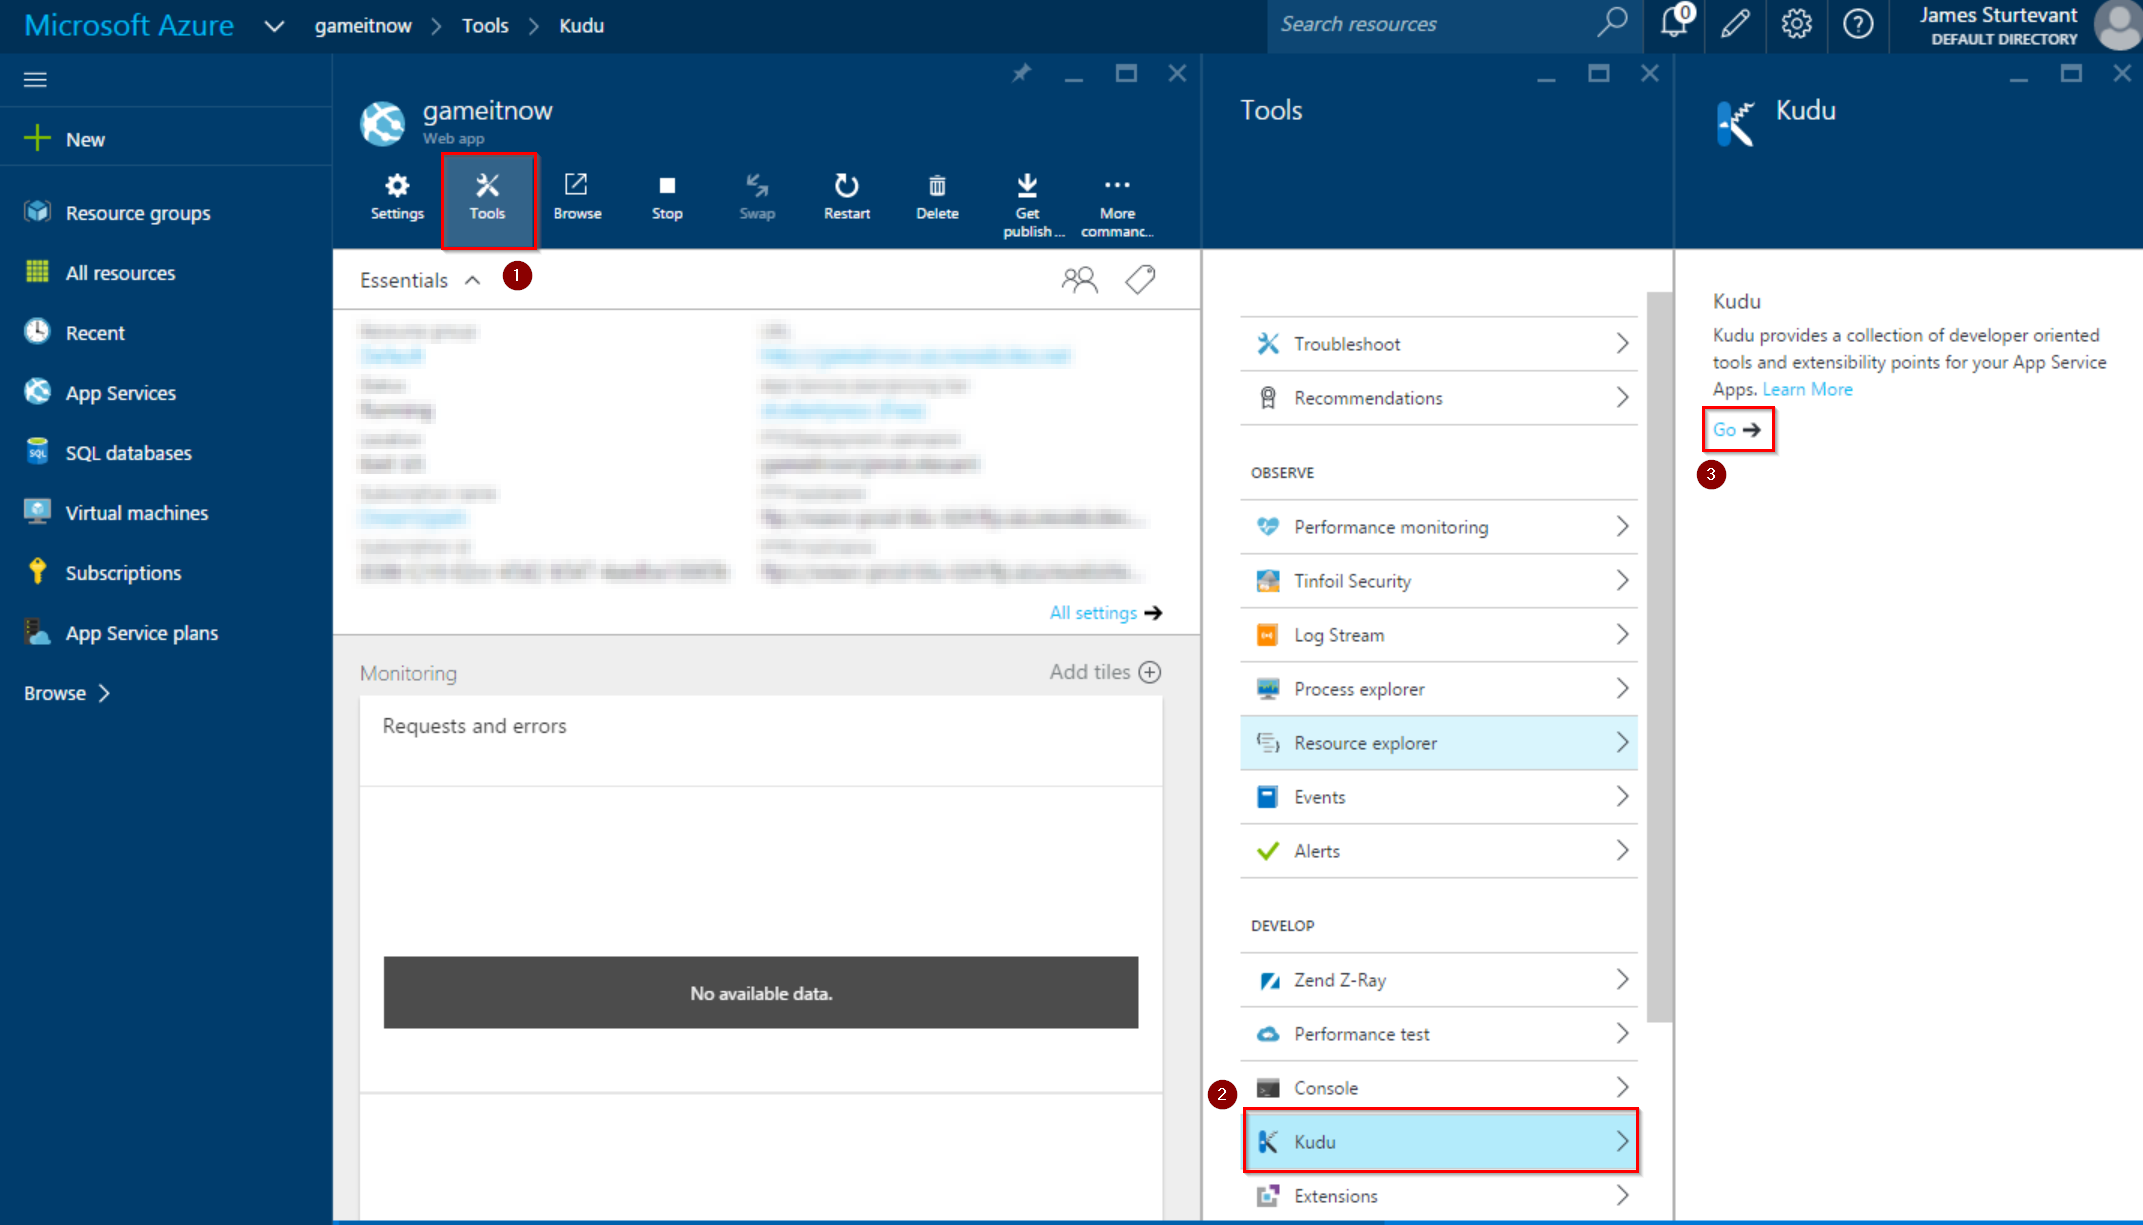 Microsoft Azure
gameitnow > Tools > Kudu
Search resources
0
James Sturtevant
DEFAULT DIRECTORY
New
Resource groups
All resources
Recent
App Services
SQL databases
Virtual machines
Subscriptions
App Service plans
Browse >
gameitnow
Web app
Settings
Tools
Browse
Stop
Swap
Restart
Delete
Get publish ...
More commanc...
Essentials
1
All settings
Monitoring
Add tiles
Requests and errors
No available data.
Tools
Troubleshoot
Recommendations
OBSERVE
Performance monitoring
Tinfoil Security
Log Stream
Process explorer
Resource explorer
Events
Alerts
DEVELOP
Zend Z-Ray
Performance test
Console
2
Kudu
Extensions
Kudu
Kudu
Kudu provides a collection of developer oriented
tools and extensibility points for your App Service
Apps. Learn More
Go
3